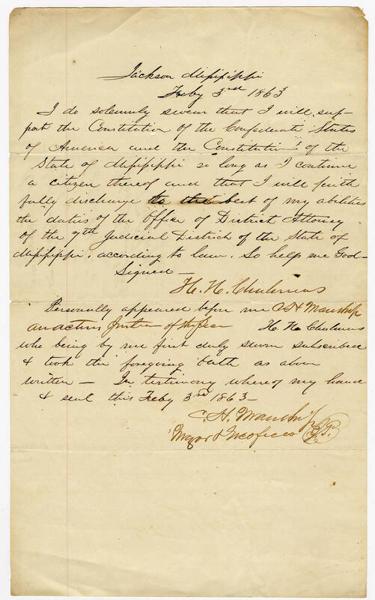 Jackson Mississippi
Feby 3rd 1863
I do solemnly swear that I will sup-
port the Constitution of the Confederate States
of America and the Constitution of the
State of Mississippi so long as I continue
a citizen thereof and that I will faith
fully discharge to the best of my abilities
the duties of the Office of District Attorney
of the 7th Judicial District of the State of
Mississippi, according to law. So help me God-
Signed -
H. H. Chalmers
Personally appeared before me C H Manship
an acting Justice of the Peace H. H. Chalmers
who being by me first duly sworn subscribed
& took the foregoing oath as above
written - In testimony whereof my hand
& seal this Feby 3rd 1863 -
C. H. Manship
Mayor & J.P.